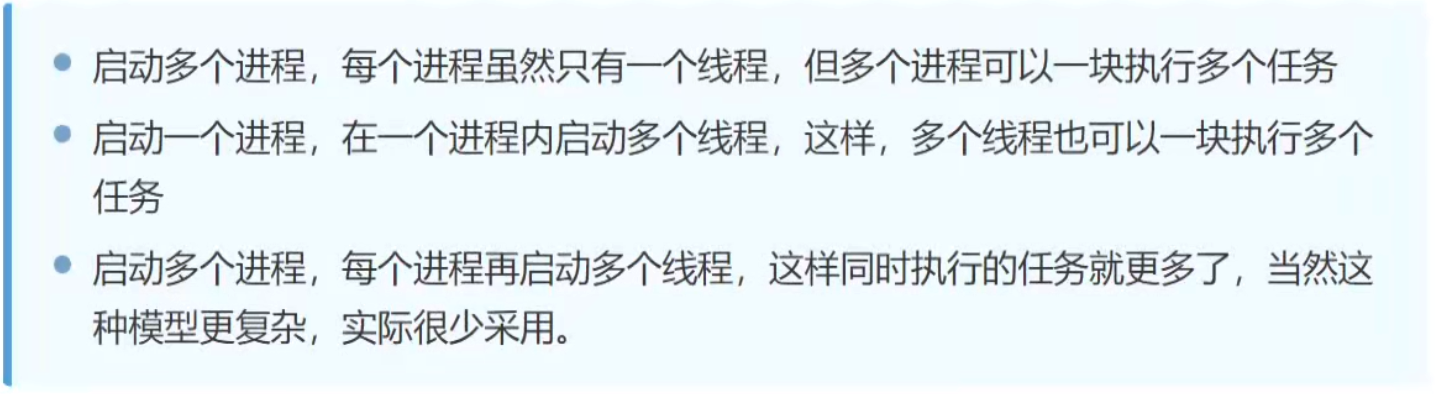 启动多个进程，每个进程虽然只有一个线程，但多个进程可以一块执行多个任务
启动一个进程，在一个进程内启动多个线程，这样，多个线程也可以一块执行多个
任务
启动多个进程，每个进程再启动多个线程，这样同时执行的任务就更多了，当然这
种模型更复杂，实际很少采用。